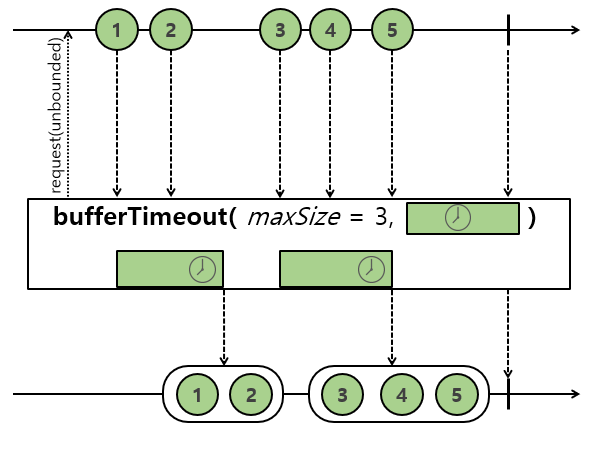 1 2 3 4 5
request(unbounded)
bufferTimeout( maxSize = 3, )
1 2 3 4 5